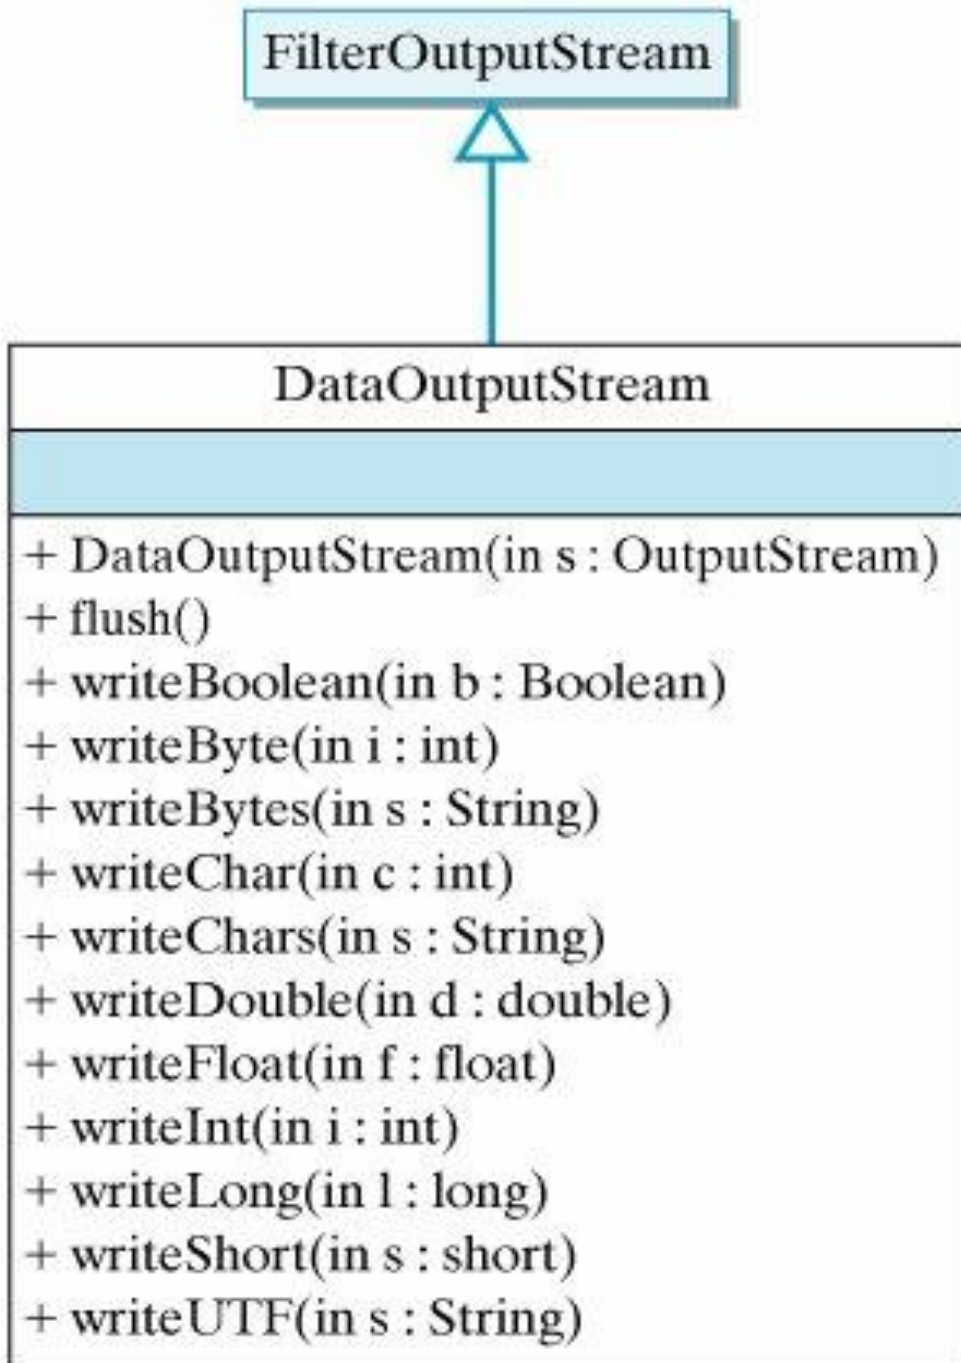 FilterOutputStream
DataOutputStream
+ DataOutputStream(in s : OutputStream)
+ flush()
+ writeBoolean(in b : Boolean)
+ writeByte(in i : int)
+ writeBytes(in s : String)
+ writeChar(in c : int)
+ writeChars(in s : String)
+ writeDouble(in d : double)
+ writeFloat(in f : float)
+ writeInt(in i : int)
+ writeLong(in l : long)
+ writeShort(in s : short)
+ writeUTF(in s : String)